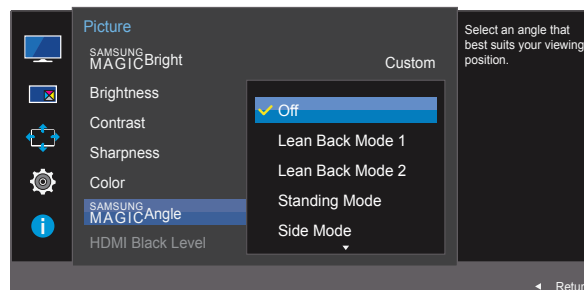 Picture
SAMSUNG
MAGICBright
Custom
Brightness
Contrast
Sharpness
Color
SAMSUNG
MAGICAngle
HDMI Black Level
Off
Lean Back Mode 1
Lean Back Mode 2
Standing Mode
Side Mode
Select an angle that
best suits your viewing
position.
Retur